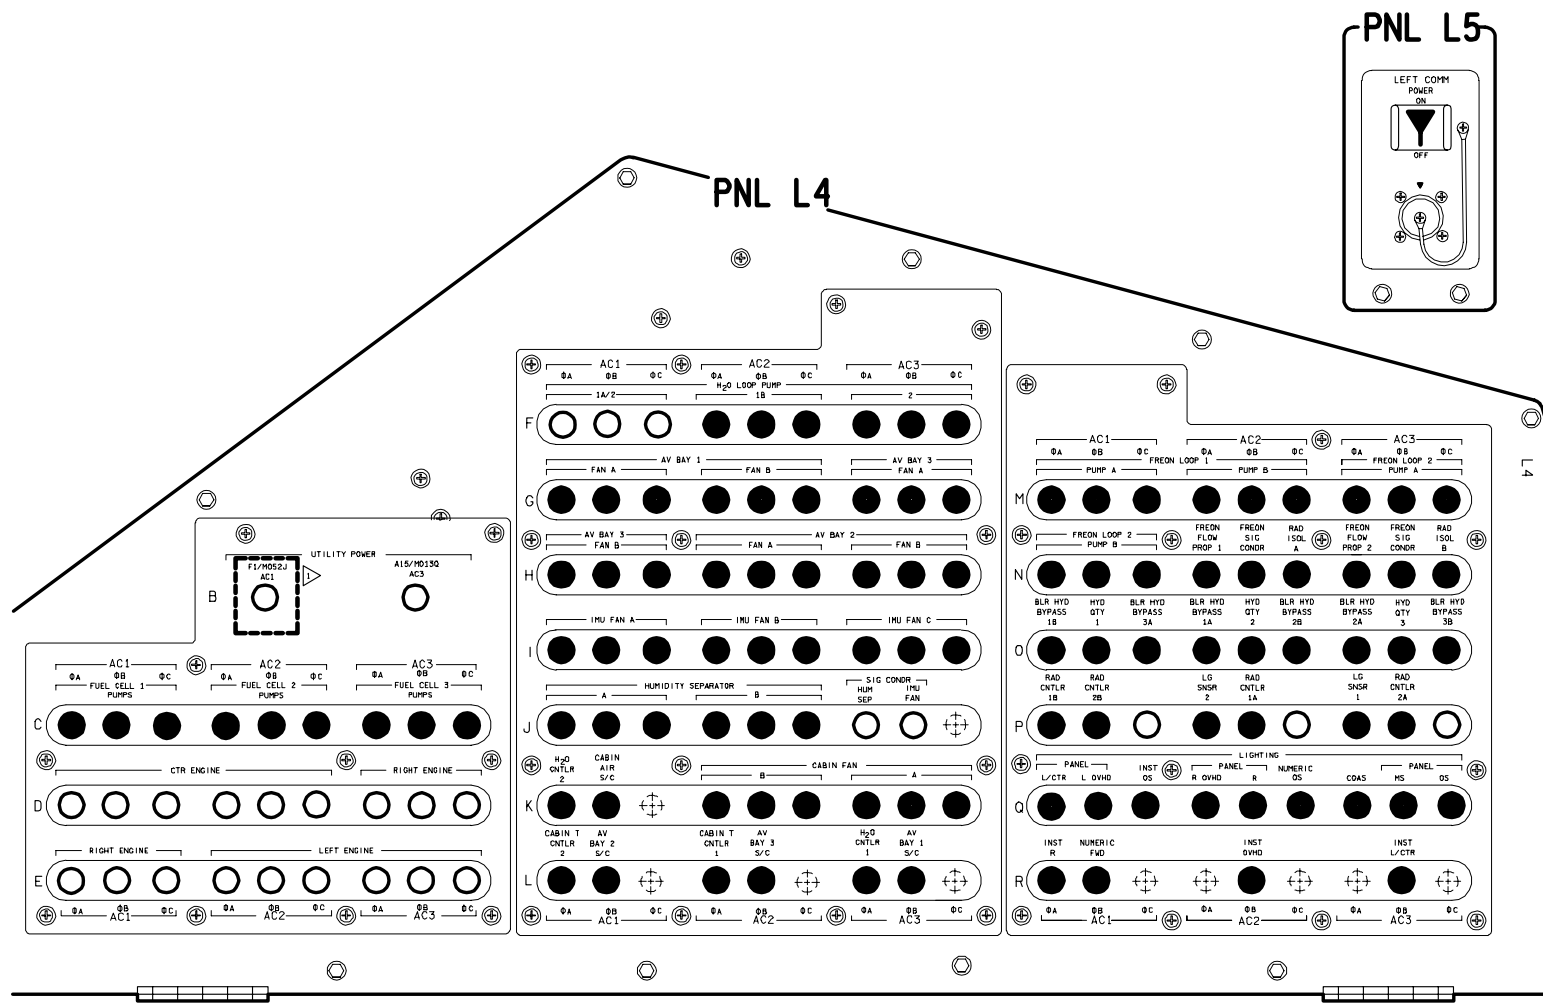 PNL L5
LEFT COMM
POWER
ON
OFF
PNL L4
L4
UTILITY POWER
F1/MO52J A15/MO13Q
AC1 AC3
1
B
AC1 AC2 AC3
ΦA ΦB ΦC ΦA ΦB ΦC ΦA ΦB ΦC
FUEL CELL 1 FUEL CELL 2 FUEL CELL 3
PUMPS PUMPS PUMPS
C
CTR ENGINE RIGHT ENGINE
D
RIGHT ENGINE LEFT ENGINE
E
ΦA ΦB ΦC ΦA ΦB ΦC ΦA ΦB ΦC
AC1 AC2 AC3
AC1 AC2 AC3
ΦA ΦB ΦC ΦA ΦB ΦC ΦA ΦB ΦC
H2O LOOP PUMP
1A/2 1B 2
F
AV BAY 1 AV BAY 3
FAN A FAN B FAN A
G
AV BAY 3 AV BAY 2
FAN B FAN A FAN B
H
IMU FAN A IMU FAN B IMU FAN C
I
HUMIDITY SEPARATOR SIG CONDR
A B HUM IMU
SEP FAN
J
H2O CABIN CABIN FAN
CNTLR AIR B A
2 S/C
K
CABIN T AV CABIN T AV H2O AV
CNTLR BAY 2 CNTLR BAY 3 CNTLR BAY 1
2 S/C 1 S/C 1 S/C
L
ΦA ΦB ΦC ΦA ΦB ΦC ΦA ΦB ΦC
AC1 AC2 AC3
AC1 AC2 AC3
ΦA ΦB ΦC ΦA ΦB ΦC ΦA ΦB ΦC
FREON LOOP 1 FREON LOOP 2
PUMP A PUMP B PUMP A
M
FREON LOOP 2 FREON FREON RAD FREON FREON RAD
PUMP B FLOW SIG ISOL FLOW SIG ISOL
PROP 1 CONDR A PROP 2 CONDR B
N
BLR HYD HYD BLR HYD BLR HYD HYD BLR HYD BLR HYD HYD BLR HYD
BYPASS QTY BYPASS BYPASS QTY BYPASS BYPASS QTY BYPASS
1B 1 3A 1A 2 2B 2A 3 3B
O
RAD RAD LG RAD LG RAD
CNTLR CNTLR SNSR CNTLR SNSR CNTLR
1B 2B 2 1A 1 2A
P
LIGHTING
PANEL INST PANEL NUMERIC PANEL
L/CTR L OVHD OS R OVHD R OS COAS MS OS
Q
INST NUMERIC INST INST
R FWD OVHD L/CTR
R
ΦA ΦB ΦC ΦA ΦB ΦC ΦA ΦB ΦC
AC1 AC2 AC3